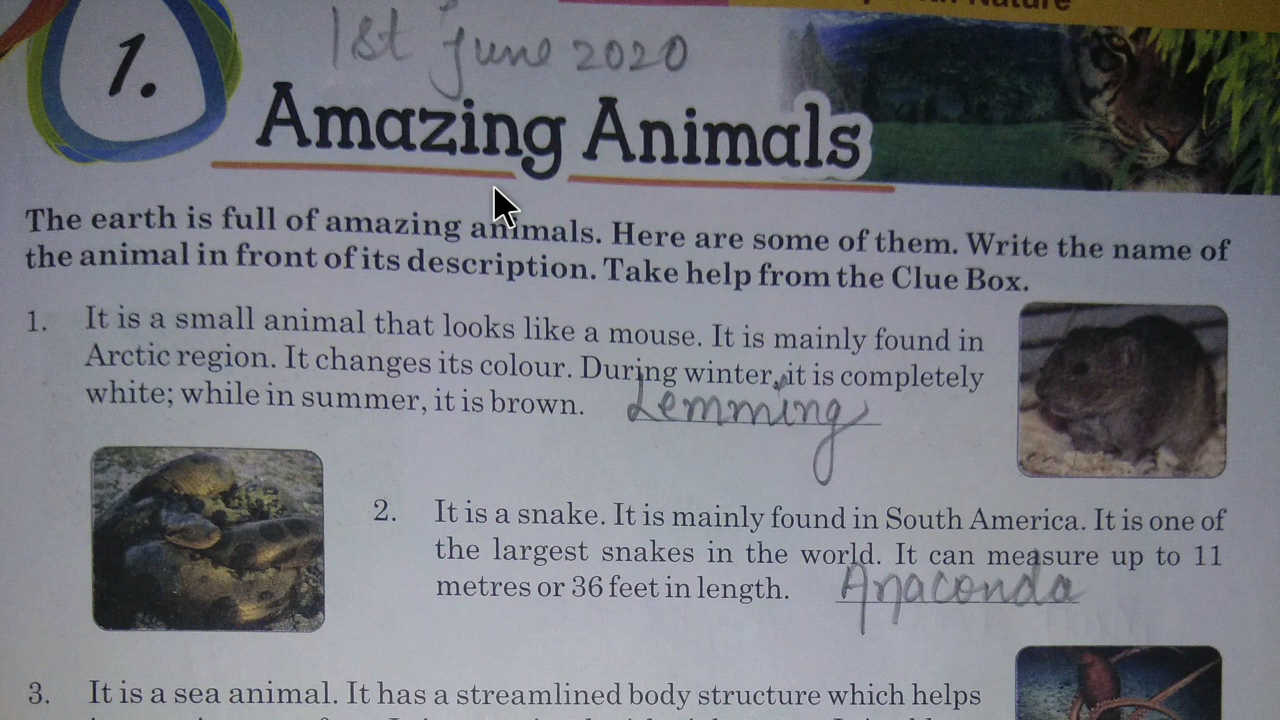 Nature
1st June 2020
1.
Amazing Animals
The earth is full of amazing animals. Here are some of them. Write the name of
the animal in front of its description. Take help from the Clue Box.
1. It is a small animal that looks like a mouse. It is mainly found in
Arctic region. It changes its colour. During winter, it is completely
white; while in summer, it is brown. Lemming
2. It is a snake. It is mainly found in South America. It is one of
the largest snakes in the world. It can measure up to 11
metres or 36 feet in length. Anaconda
3. It is a sea animal. It has a streamlined body structure which helps